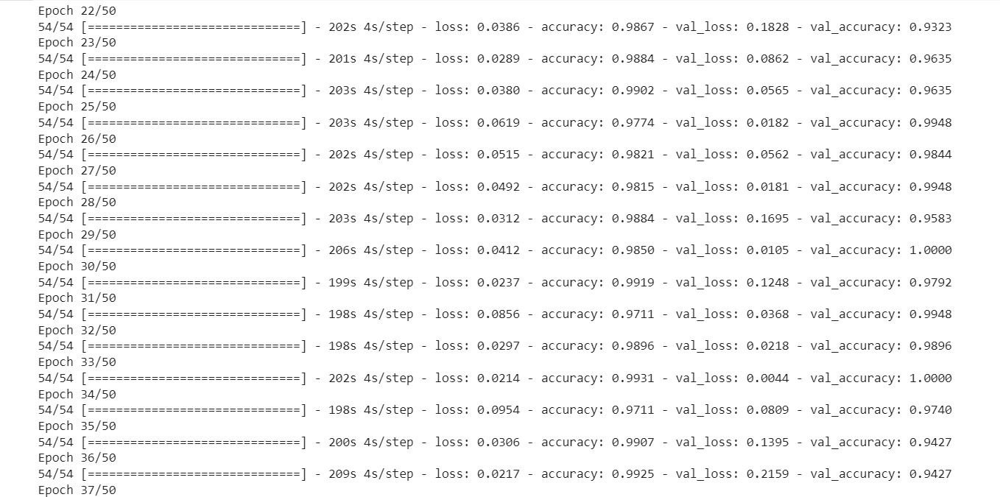 Epoch 22/50
54/54 [==============================] - 202s 4s/step - loss: 0.0386 - accuracy: 0.9867 - val_loss: 0.1828 - val_accuracy: 0.9323
Epoch 23/50
54/54 [==============================] - 201s 4s/step - loss: 0.0289 - accuracy: 0.9884 - val_loss: 0.0862 - val_accuracy: 0.9635
Epoch 24/50
54/54 [==============================] - 203s 4s/step - loss: 0.0380 - accuracy: 0.9902 - val_loss: 0.0565 - val_accuracy: 0.9635
Epoch 25/50
54/54 [==============================] - 203s 4s/step - loss: 0.0619 - accuracy: 0.9774 - val_loss: 0.0182 - val_accuracy: 0.9948
Epoch 26/50
54/54 [==============================] - 202s 4s/step - loss: 0.0515 - accuracy: 0.9821 - val_loss: 0.0562 - val_accuracy: 0.9844
Epoch 27/50
54/54 [==============================] - 202s 4s/step - loss: 0.0492 - accuracy: 0.9815 - val_loss: 0.0181 - val_accuracy: 0.9948
Epoch 28/50
54/54 [==============================] - 203s 4s/step - loss: 0.0312 - accuracy: 0.9884 - val_loss: 0.1695 - val_accuracy: 0.9583
Epoch 29/50
54/54 [==============================] - 206s 4s/step - loss: 0.0412 - accuracy: 0.9850 - val_loss: 0.0105 - val_accuracy: 1.0000
Epoch 30/50
54/54 [==============================] - 199s 4s/step - loss: 0.0237 - accuracy: 0.9919 - val_loss: 0.1248 - val_accuracy: 0.9792
Epoch 31/50
54/54 [==============================] - 198s 4s/step - loss: 0.0856 - accuracy: 0.9711 - val_loss: 0.0368 - val_accuracy: 0.9948
Epoch 32/50
54/54 [==============================] - 198s 4s/step - loss: 0.0297 - accuracy: 0.9896 - val_loss: 0.0218 - val_accuracy: 0.9896
Epoch 33/50
54/54 [==============================] - 202s 4s/step - loss: 0.0214 - accuracy: 0.9931 - val_loss: 0.0044 - val_accuracy: 1.0000
Epoch 34/50
54/54 [==============================] - 198s 4s/step - loss: 0.0954 - accuracy: 0.9711 - val_loss: 0.0809 - val_accuracy: 0.9740
Epoch 35/50
54/54 [==============================] - 200s 4s/step - loss: 0.0306 - accuracy: 0.9907 - val_loss: 0.1395 - val_accuracy: 0.9427
Epoch 36/50
54/54 [==============================] - 209s 4s/step - loss: 0.0217 - accuracy: 0.9925 - val_loss: 0.2159 - val_accuracy: 0.9427
Epoch 37/50